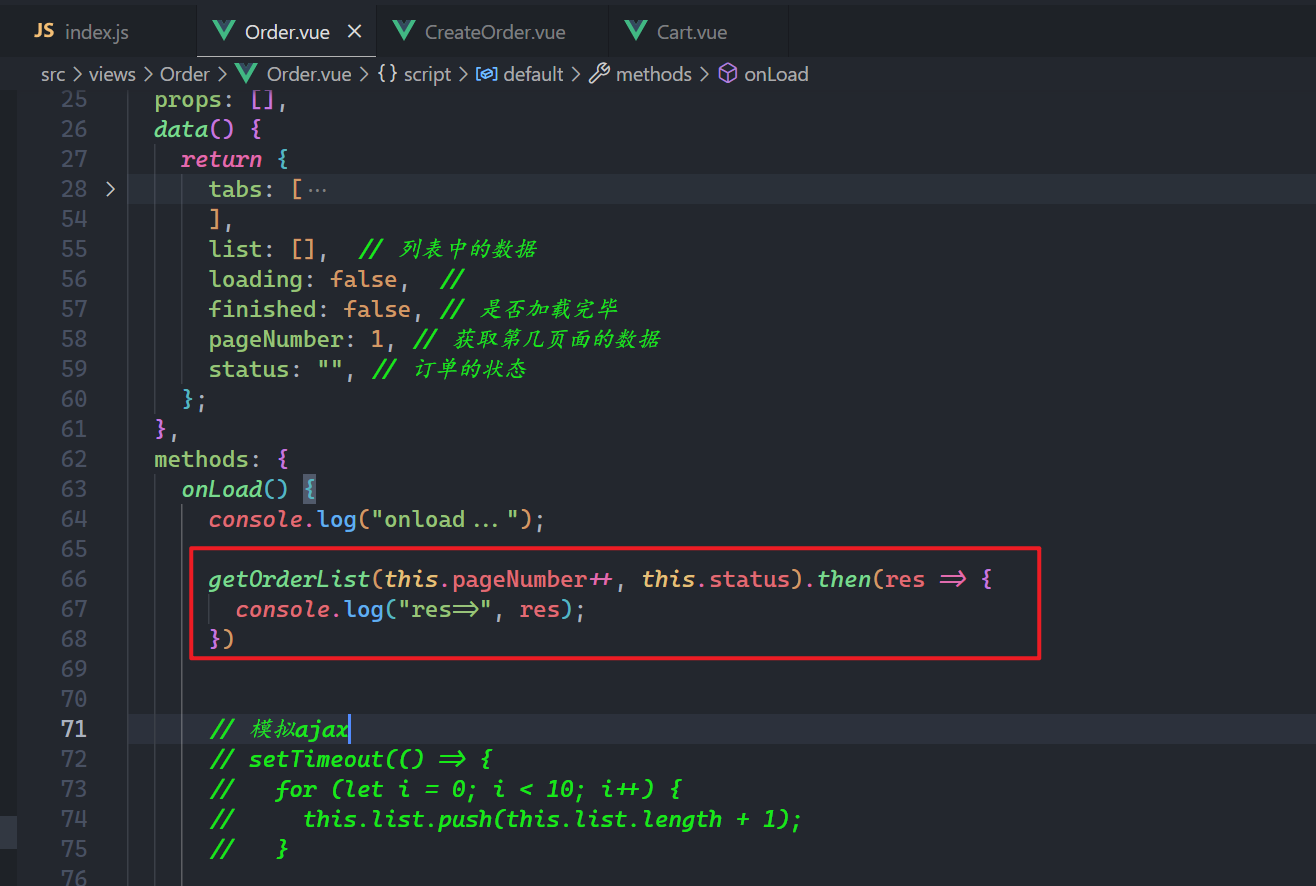 JS index.js Order.vue CreateOrder.vue Cart.vue
src > views > Order > Order.vue > {} script > default > methods > onLoad
25 props: [],
26 data() {
27 return {
28 tabs: [ ...
54 ],
55 list: [], // 列表中的数据
56 loading: false, //
57 finished: false, // 是否加载完毕
58 pageNumber: 1, // 获取第几页面的数据
59 status: "", // 订单的状态
60 };
61 },
62 methods: {
63 onLoad() {
64 console.log("onload...");
65
66 getOrderList(this.pageNumber++, this.status).then(res => {
67 console.log("res=>", res);
68 })
69
70
71 // 模拟ajax
72 // setTimeout(() => {
73 // for (let i = 0; i < 10; i++) {
74 // this.list.push(this.list.length + 1);
75 // }
76